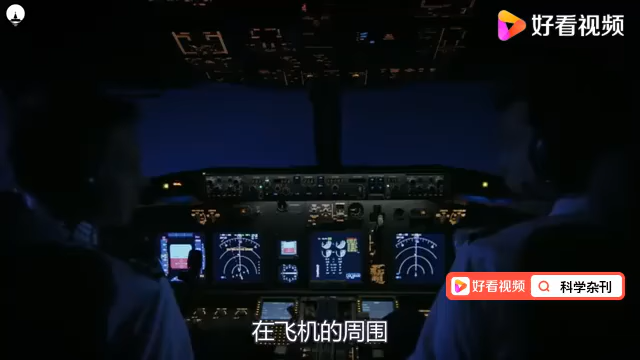 好看视频
好看视频 科学杂刊
在飞机的周围